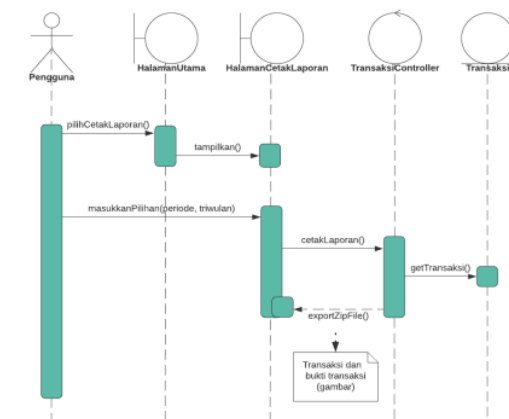 Pengguna
HalamanUtama
HalamanCetakLaporan
TransaksiController
Transaksi
pilihCetakLaporan()
tampilkan()
masukkanPilihan(periode, triwulan)
cetakLaporan()
getTransaksi()
exportZipFile()
Transaksi dan
bukti transaksi
(gambar)